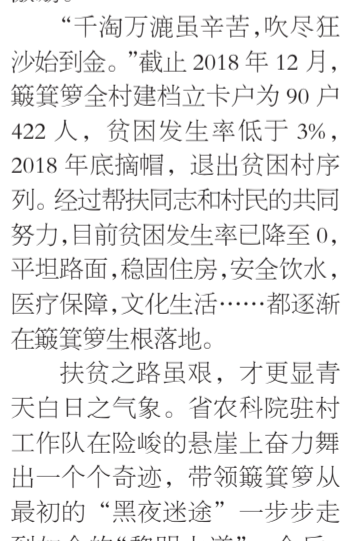 “千淘万漉虽辛苦,吹尽狂
沙始到金。”截止 2018 年 12 月,
簸箕箩全村建档立卡户为 90 户
422 人，贫困发生率低于 3%，
2018 年底摘帽，退出贫困村序
列。经过帮扶同志和村民的共同
努力,目前贫困发生率已降至 0,
平坦路面,稳固住房,安全饮水,
医疗保障,文化生活……都逐渐
在簸箕箩生根落地。
扶贫之路虽艰，才更显青
天白日之气象。省农科院驻村
工作队在险峻的悬崖上奋力舞
出一个个奇迹，带领簸箕箩从
最初的“黑夜迷途”一步步走